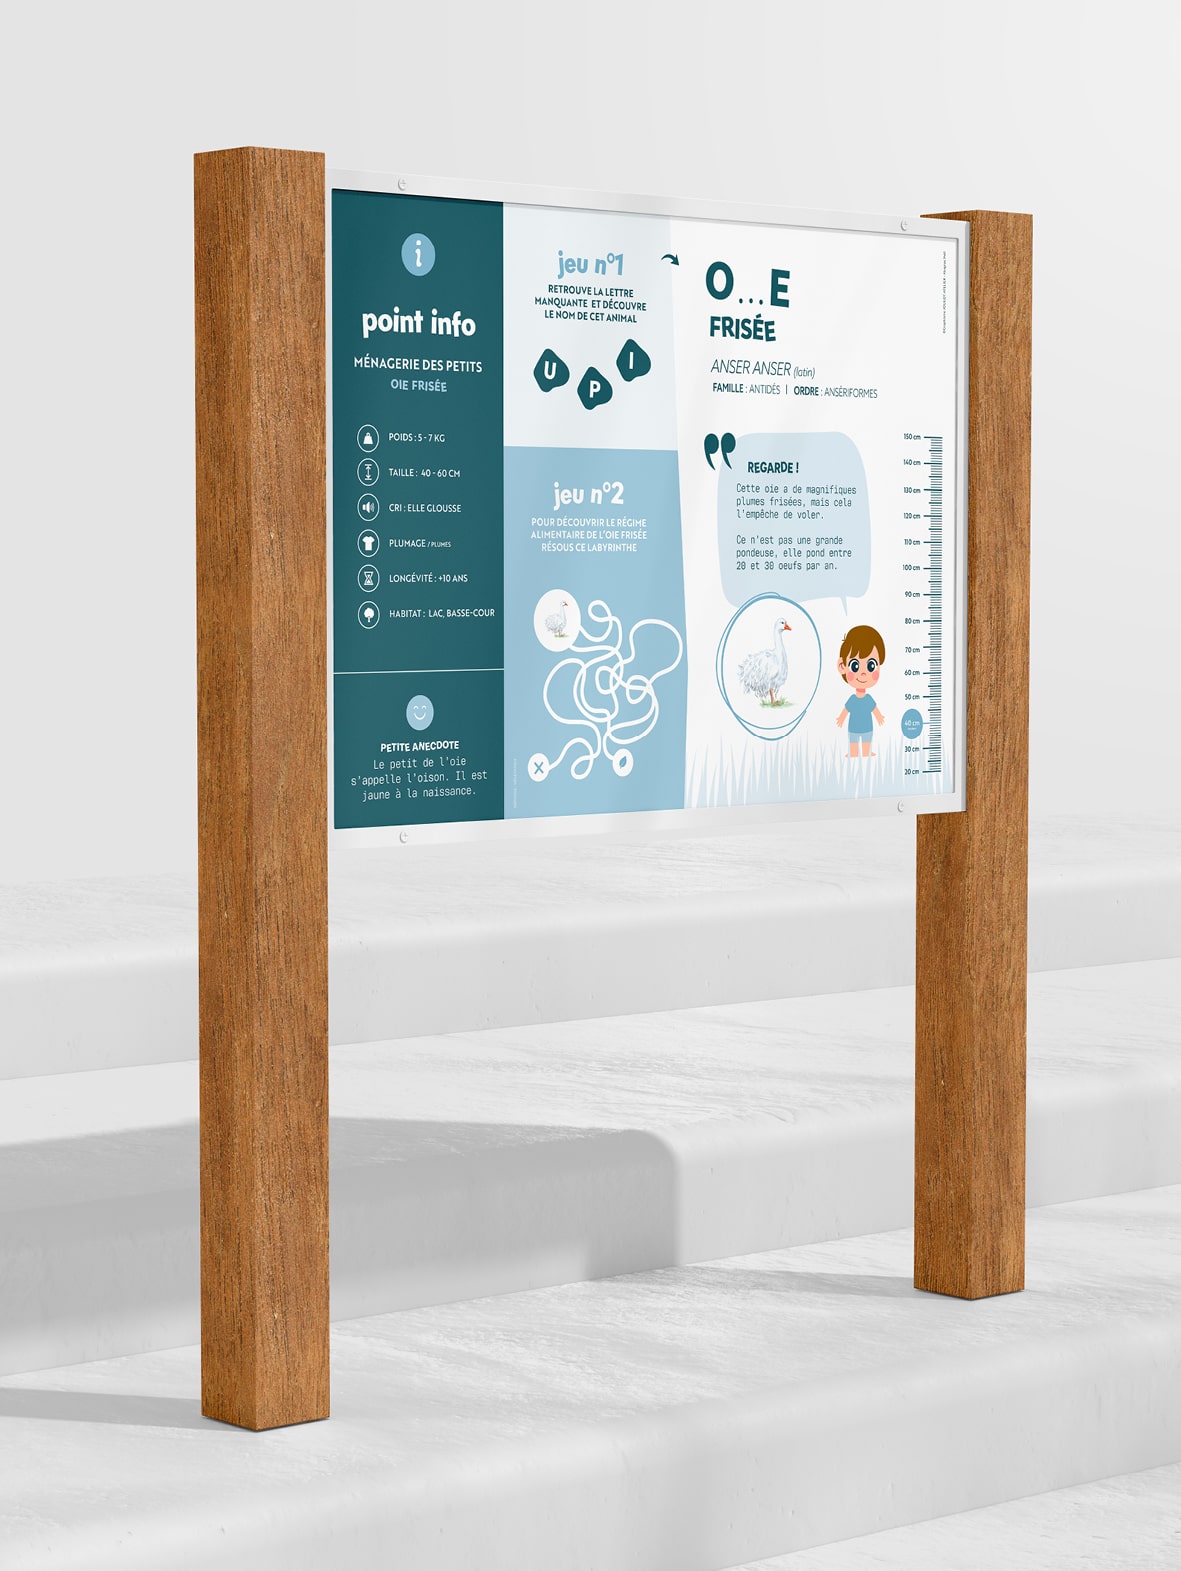 i
point info
MÉNAGERIE DES PETITS
OIE FRISÉE
POIDS : 5 - 7 KG
TAILLE : 40 - 60 CM
CRI : ELLE GLOUSSE
PLUMAGE / PLUMES
LONGÉVITÉ : +10 ANS
HABITAT : LAC, BASSE-COUR
PETITE ANECDOTE
Le petit de l'oie
s'appelle l'oison. Il est
jaune à la naissance.
jeu n°1
RETROUVE LA LETTRE
MANQUANTE ET DÉCOUVRE
LE NOM DE CET ANIMAL
U P I
jeu n°2
POUR DÉCOUVRIR LE RÉGIME
ALIMENTAIRE DE L'OIE FRISÉE
RÉSOUS CE LABYRINTHE
X
O...E
FRISÉE
ANSER ANSER (latin)
FAMILLE : ANTIDÉS | ORDRE : ANSÉRIFORMES
REGARDE !
Cette oie a de magnifiques
plumes frisées, mais cela
l'empêche de voler.
Ce n'est pas une grande
pondeuse, elle pond entre
20 et 30 oeufs par an.
150 cm
140 cm
130 cm
120 cm
110 cm
100 cm
90 cm
80 cm
70 cm
60 cm
50 cm
40 cm
30 cm
20 cm